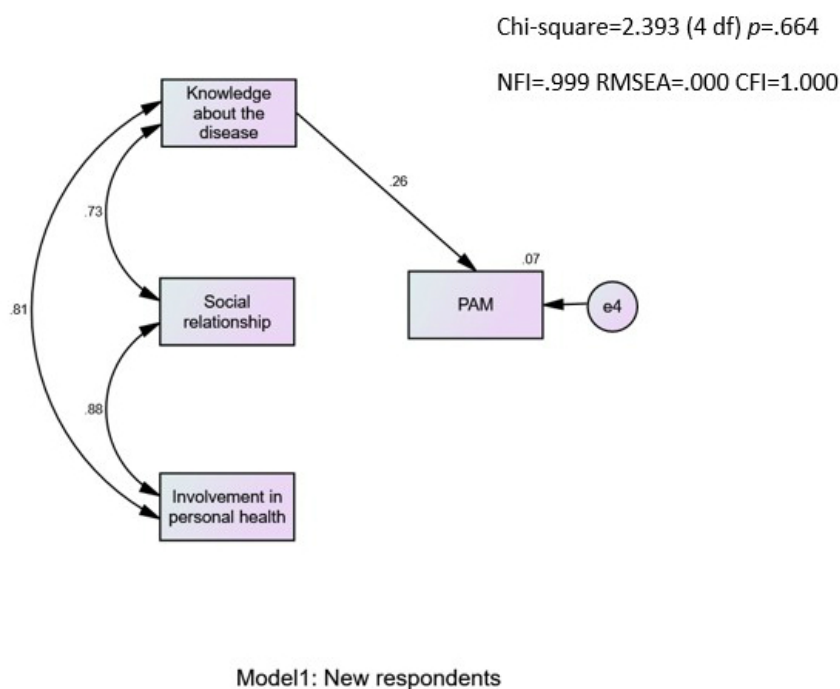 Chi-square=2.393 (4 df) p=.664
NFI=.999 RMSEA=.000 CFI=1.000
Knowledge
about the
disease
.26
.73
.07
Social
relationship
PAM
e4
.81
.88
Involvement in
personal health
Model1: New respondents